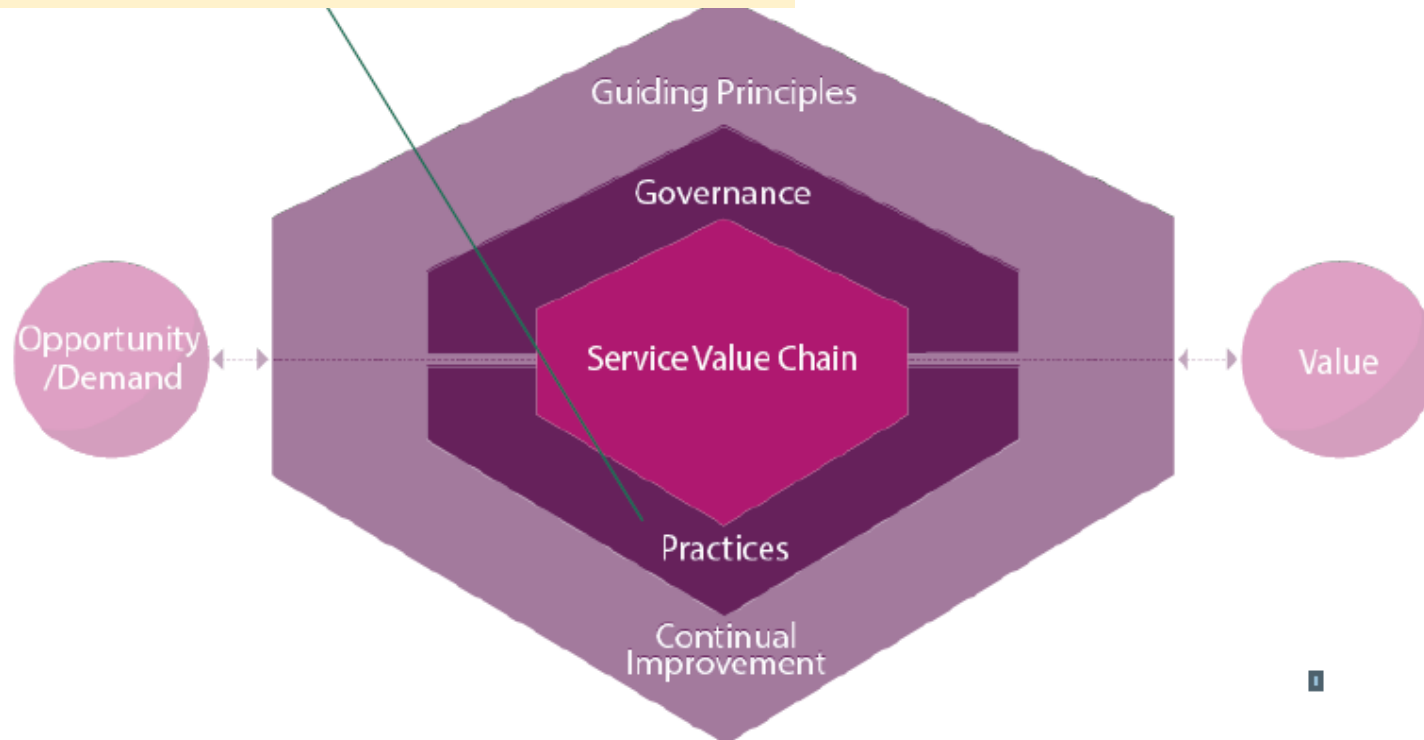 Guiding Principles
Governance
Opportunity
/Demand
Service Value Chain
Value
Practices
Continual
Improvement